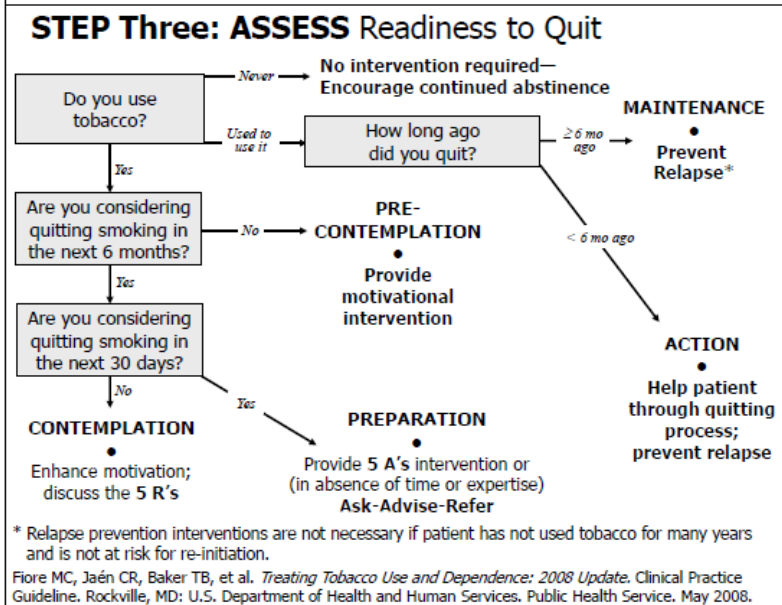 STEP Three: ASSESS Readiness to Quit
Do you use
tobacco?
Never
No intervention required—
Encourage continued abstinence
Used to
use it
How long ago
did you quit?
≥6 mo
ago
MAINTENANCE
•
Prevent
Relapse*
Yes
Are you considering
quitting smoking in
the next 6 months?
No
PRE-
CONTEMPLATION
•
Provide
motivational
intervention
< 6 mo ago
Yes
Are you considering
quitting smoking in
the next 30 days?
ACTION
•
Help patient
through quitting
process;
prevent relapse
No
CONTEMPLATION
•
Enhance motivation;
discuss the 5 R's
Yes
PREPARATION
•
Provide 5 A's intervention or
(in absence of time or expertise)
Ask-Advise-Refer
* Relapse prevention interventions are not necessary if patient has not used tobacco for many years
and is not at risk for re-initiation.
Fiore MC, Jaén CR, Baker TB, et al. Treating Tobacco Use and Dependence: 2008 Update. Clinical Practice
Guideline. Rockville, MD: U.S. Department of Health and Human Services. Public Health Service. May 2008.